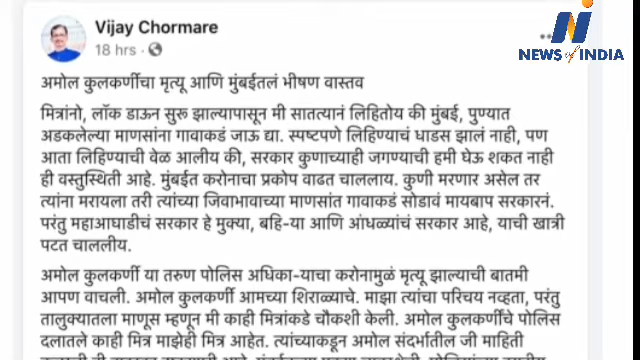 Vijay Chormare
18 hrs ·
NEWS of INDIA
अमोल कुलकर्णीचा मृत्यू आणि मुंबईतलं भीषण वास्तव
मित्रांनो, लॉक डाऊन सुरू झाल्यापासून मी सातत्यानं लिहितोय की मुंबई, पुण्यात
अडकलेल्या माणसांना गावाकडं जाऊ द्या. स्पष्टपणे लिहिण्याचं धाडस झालं नाही, पण
आता लिहिण्याची वेळ आलीय की, सरकार कुणाच्याही जगण्याची हमी घेऊ शकत नाही
ही वस्तुस्थिती आहे. मुंबईत करोनाचा प्रकोप वाढत चाललाय. कुणी मरणार असेल तर
त्यांना मरायला तरी त्यांच्या जिवाभावाच्या माणसांत गावाकडं सोडावं मायबाप सरकारनं.
परंतु महाआघाडीचं सरकार हे मुक्या, बहि-या आणि आंधळ्यांचं सरकार आहे, याची खात्री
पटत चाललीय.
अमोल कुलकर्णी या तरुण पोलिस अधिका-याचा करोनामुळं मृत्यू झाल्याची बातमी
आपण वाचली. अमोल कुलकर्णी आमच्या शिराळ्याचे. माझा त्यांचा परिचय नव्हता, परंतु
तालुक्यातला माणूस म्हणून मी काही मित्रांकडे चौकशी केली. अमोल कुलकर्णींचे पोलिस
दलातले काही मित्र माझेही मित्र आहेत. त्यांच्याकडून अमोल संदर्भातील जी माहिती